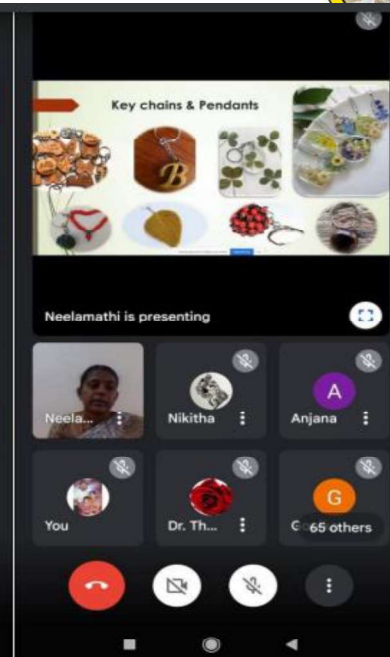 Key chains & Pendants
B
Neelamathi is presenting
Neela...
Nikitha
A
Anjana
You
Dr. Th...
G
65 others